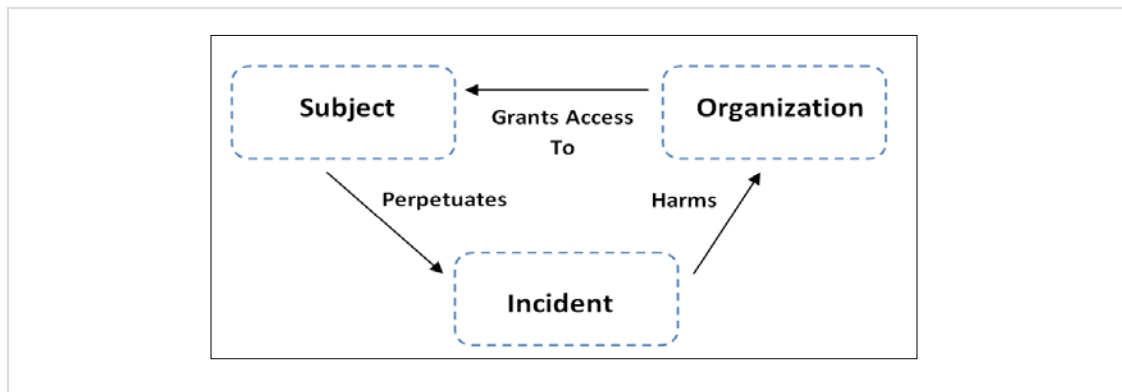 Subject
Organization
Grants Access
To
Perpetuates
Harms
Incident